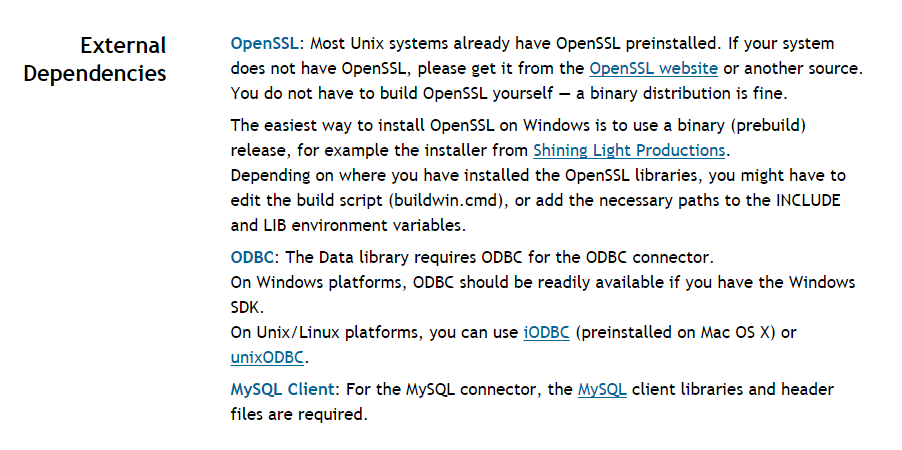 External
Dependencies
OpenSSL: Most Unix systems already have OpenSSL preinstalled. If your system
does not have OpenSSL, please get it from the OpenSSL website or another source.
You do not have to build OpenSSL yourself — a binary distribution is fine.
The easiest way to install OpenSSL on Windows is to use a binary (prebuild)
release, for example the installer from Shining Light Productions.
Depending on where you have installed the OpenSSL libraries, you might have to
edit the build script (buildwin.cmd), or add the necessary paths to the INCLUDE
and LIB environment variables.
ODBC: The Data library requires ODBC for the ODBC connector.
On Windows platforms, ODBC should be readily available if you have the Windows
SDK.
On Unix/Linux platforms, you can use iODBC (preinstalled on Mac OS X) or
unixODBC.
MySQL Client: For the MySQL connector, the MySQL client libraries and header
files are required.